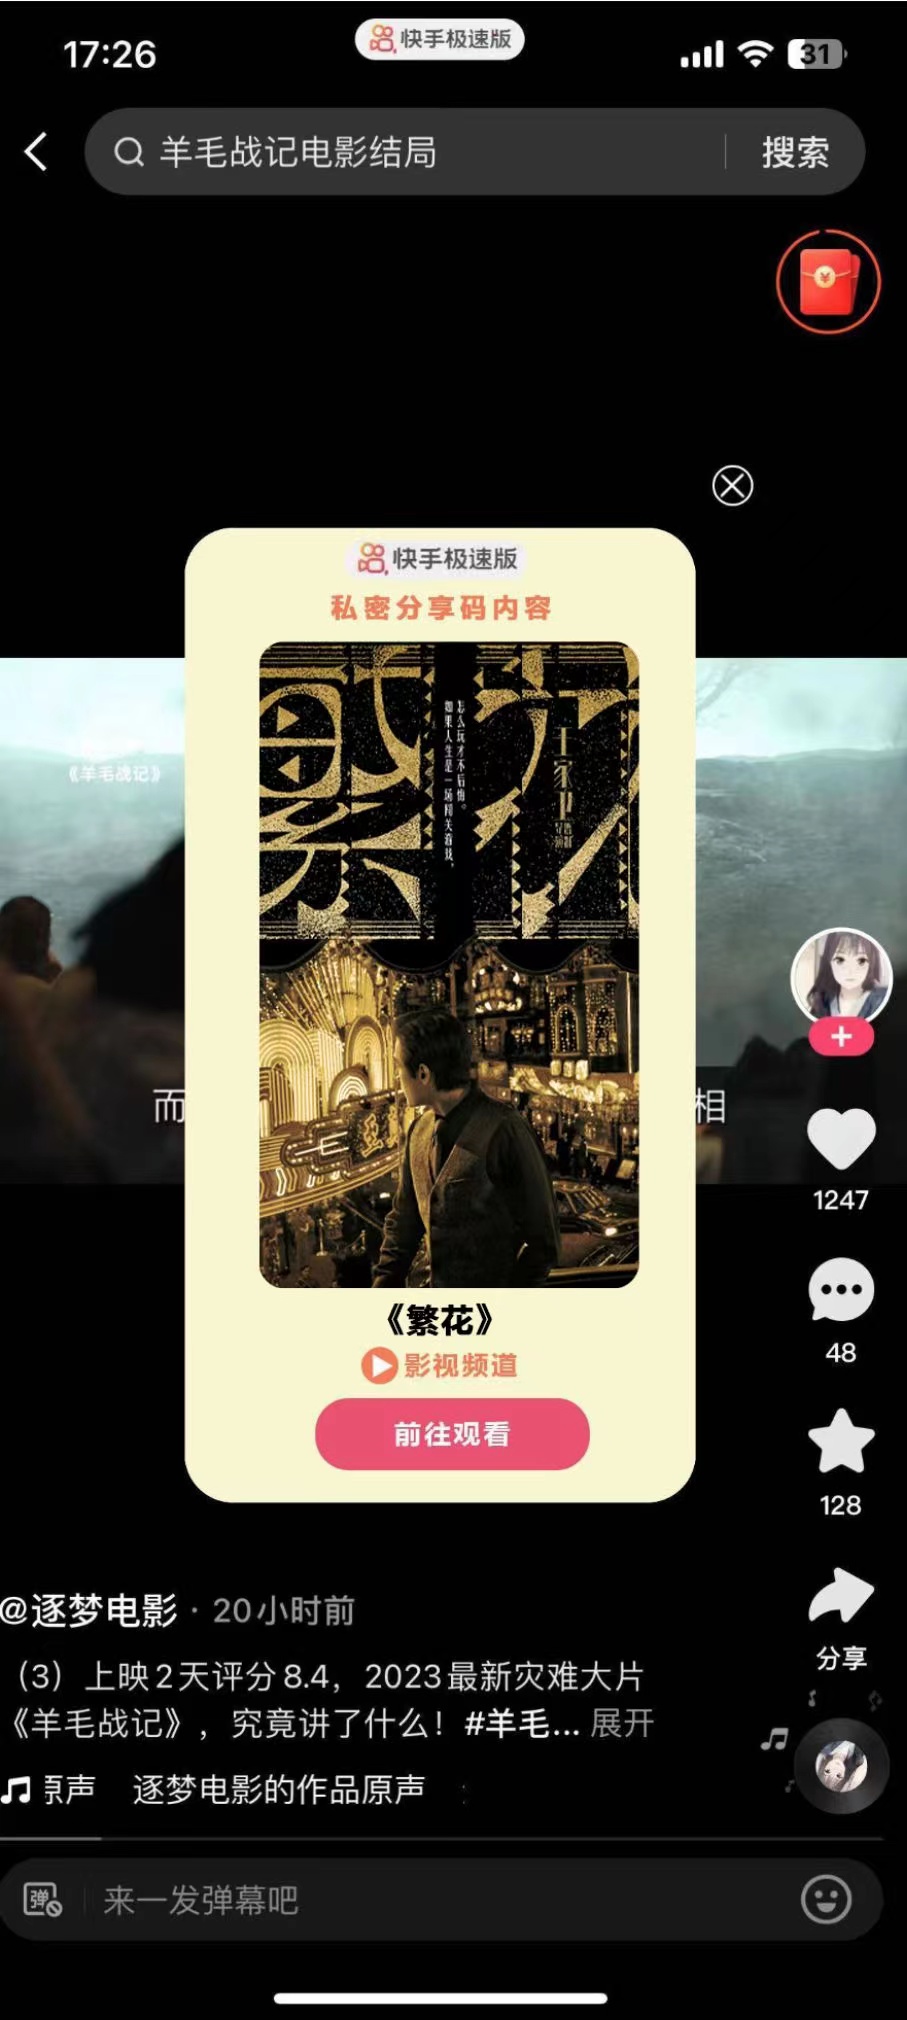 17:26
快手极速版
31
羊毛战记电影结局
搜索
快手极速版
私密分享码内容
繁花
怎么玩才不后悔。
如果人生是一场闯关游戏，
王家卫
《羊毛战记》
而
相
《繁花》
影视频道
前往观看
1247
48
128
分享
@逐梦电影 · 20小时前
（3）上映2天评分8.4，2023最新灾难大片
《羊毛战记》，究竟讲了什么！#羊毛... 展开
原声 逐梦电影的作品原声
弹
来一发弹幕吧